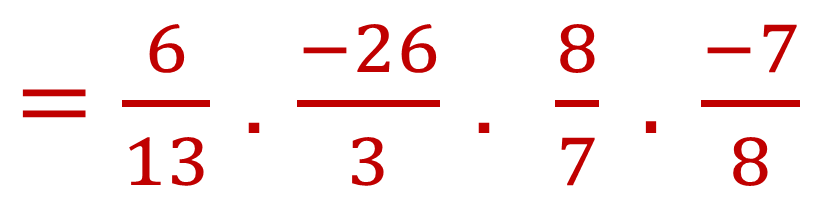 = 6/13 . −26/3 . 8/7 . −7/8